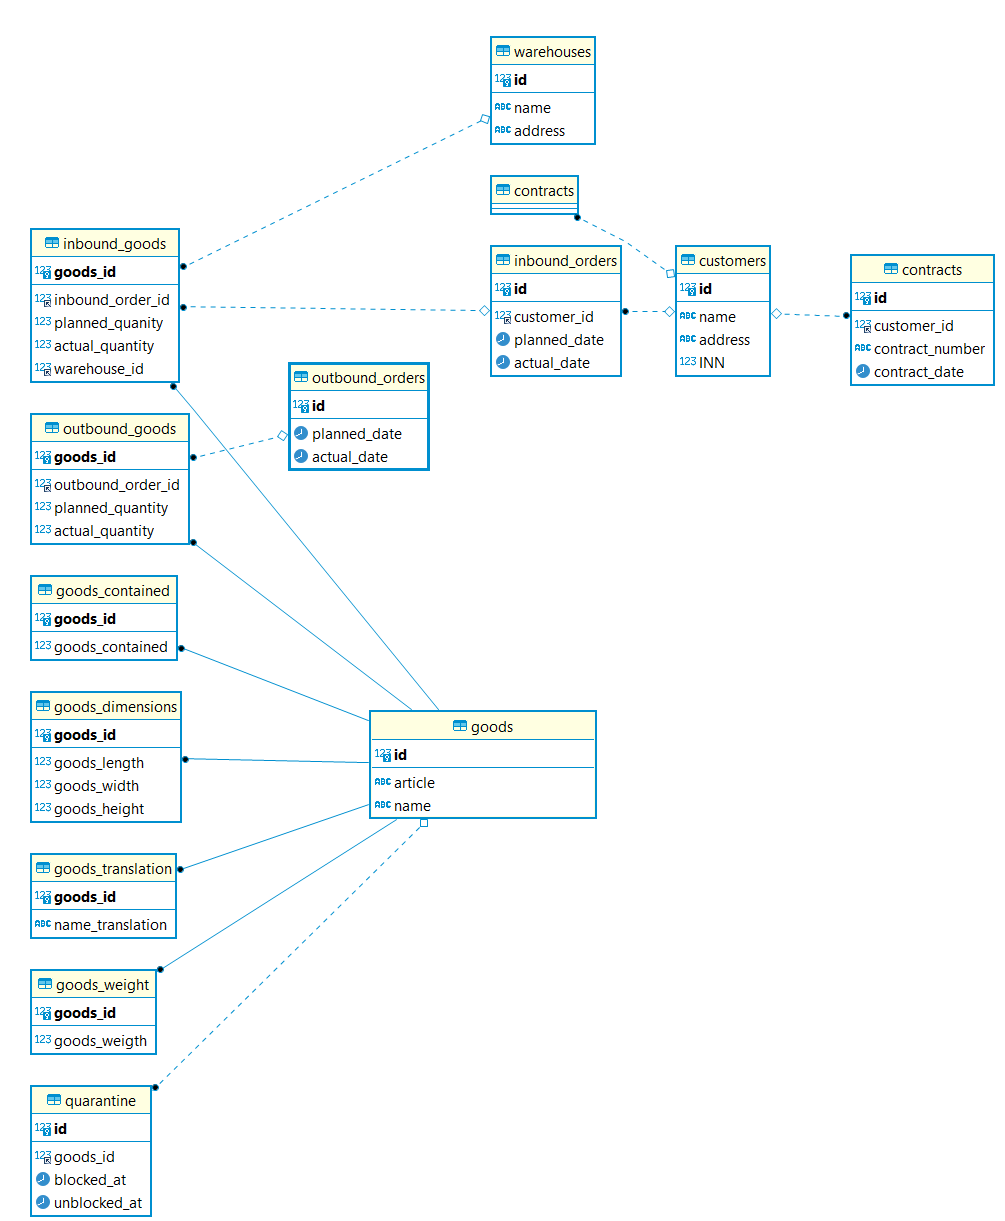 warehouses
id
name
address
contracts
inbound_goods
goods_id
inbound_order_id
planned_quanity
actual_quantity
warehouse_id
inbound_orders
id
customer_id
planned_date
actual_date
customers
id
name
address
INN
contracts
id
customer_id
contract_number
contract_date
outbound_orders
id
planned_date
actual_date
outbound_goods
goods_id
outbound_order_id
planned_quantity
actual_quantity
goods_contained
goods_id
goods_contained
goods_dimensions
goods_id
goods_length
goods_width
goods_height
goods
id
article
name
goods_translation
goods_id
name_translation
goods_weight
goods_id
goods_weigth
quarantine
id
goods_id
blocked_at
unblocked_at